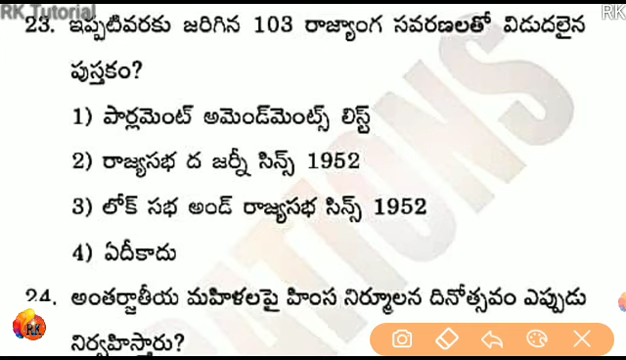 RK Tutorial
RK
23. ఇప్పటివరకు జరిగిన 103 రాజ్యాంగ సవరణలతో విడుదలైన
పుస్తకం?
1) పార్లమెంట్ అమెండ్‌మెంట్స్ లిస్ట్
2) రాజ్యసభ ద జర్నీ సిన్స్ 1952
3) లోక్ సభ అండ్ రాజ్యసభ సిన్స్ 1952
4) ఏదీకాదు
24. అంతర్జాతీయ మహిళలపై హింస నిర్మూలన దినోత్సవం ఎప్పుడు
నిర్వహిస్తారు?
RK